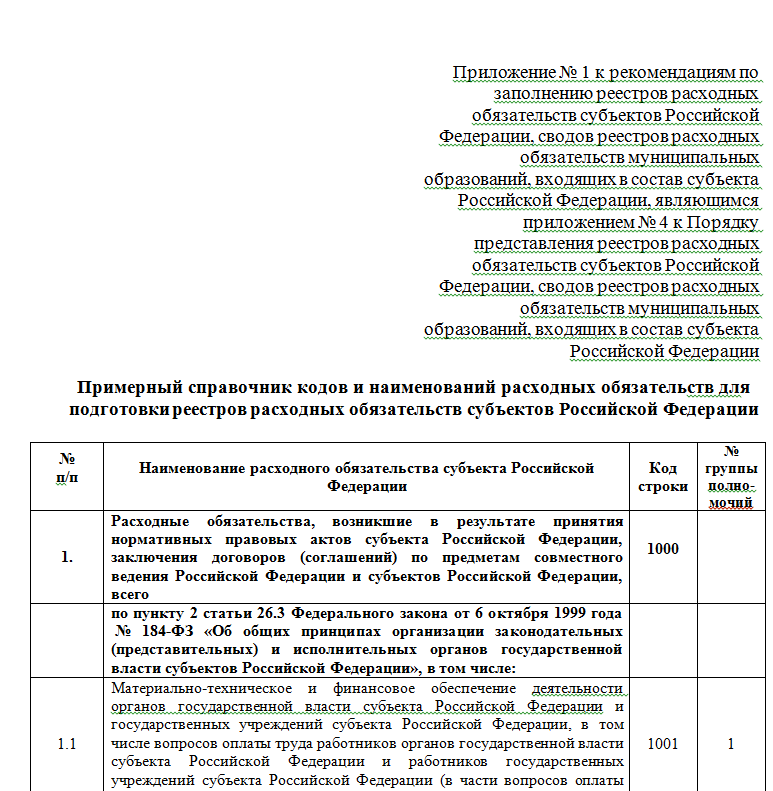 Приложение № 1 к рекомендациям по
заполнению реестров расходных
обязательств субъектов Российской
Федерации, сводов реестров расходных
обязательств муниципальных
образований, входящих в состав субъекта
Российской Федерации, являющимся
приложением № 4 к Порядку
представления реестров расходных
обязательств субъектов Российской
Федерации, сводов реестров расходных
обязательств муниципальных
образований, входящих в состав субъекта
Российской Федерации
Примерный справочник кодов и наименований расходных обязательств для
подготовки реестров расходных обязательств субъектов Российской Федерации
№
п/п
Наименование расходного обязательства субъекта Российской
Федерации
Код
строки
№
группы
полно-
мочий
1.
Расходные обязательства, возникшие в результате принятия
нормативных правовых актов субъекта Российской Федерации,
заключения договоров (соглашений) по предметам совместного
ведения Российской Федерации и субъектов Российской Федерации,
всего
1000
по пункту 2 статьи 26.3 Федерального закона от 6 октября 1999 года
№ 184-ФЗ «Об общих принципах организации законодательных
(представительных) и исполнительных органов государственной
власти субъектов Российской Федерации», в том числе:
1.1
Материально-техническое и финансовое обеспечение деятельности
органов государственной власти субъекта Российской Федерации и
государственных учреждений субъекта Российской Федерации, в том
числе вопросов оплаты труда работников органов государственной власти
субъекта Российской Федерации и работников государственных
учреждений субъекта Российской Федерации (в части вопросов оплаты
1001
1